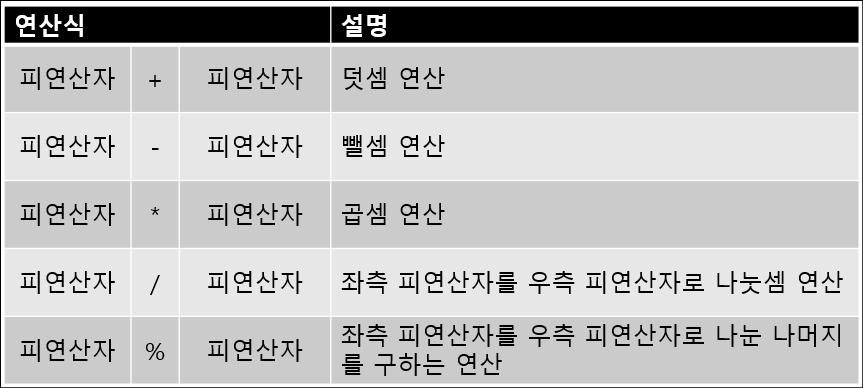 연산식 설명
피연산자 + 피연산자 덧셈 연산
피연산자 - 피연산자 뺄셈 연산
피연산자 * 피연산자 곱셈 연산
피연산자 / 피연산자 좌측 피연산자를 우측 피연산자로 나눗셈 연산
피연산자 % 피연산자 좌측 피연산자를 우측 피연산자로 나눈 나머지
를 구하는 연산